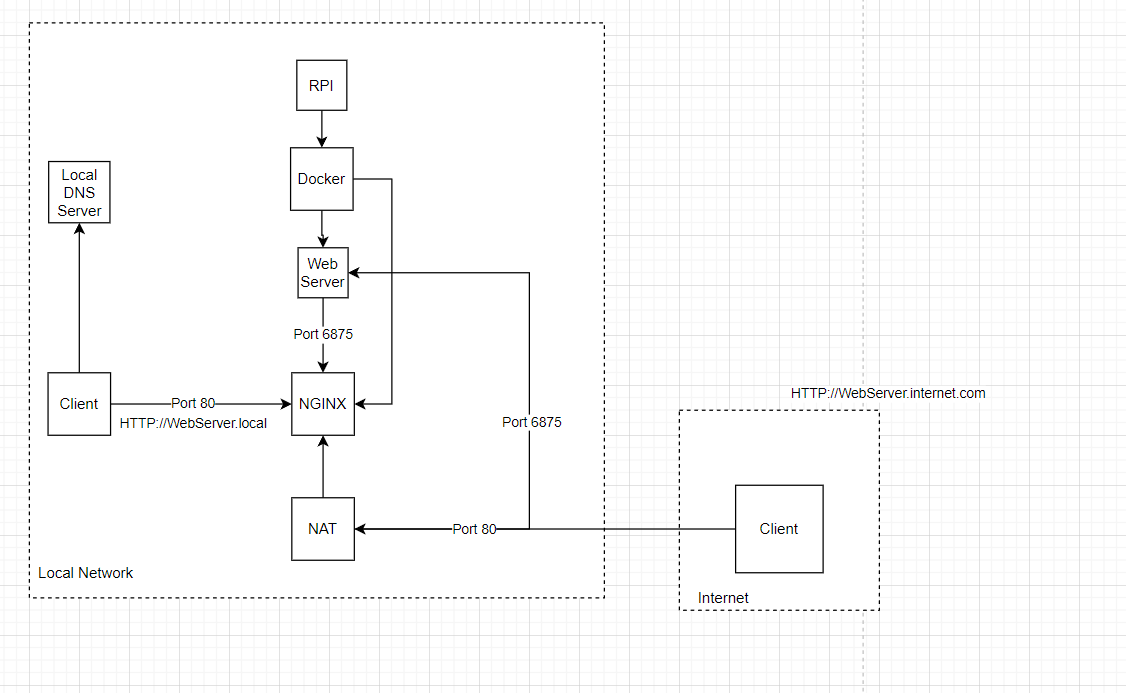 RPI
Docker
Local
DNS
Server
Web
Server
Port 6875
Client
Port 80
HTTP://WebServer.local
NGINX
Port 6875
HTTP://WebServer.internet.com
NAT
Port 80
Client
Local Network
Internet